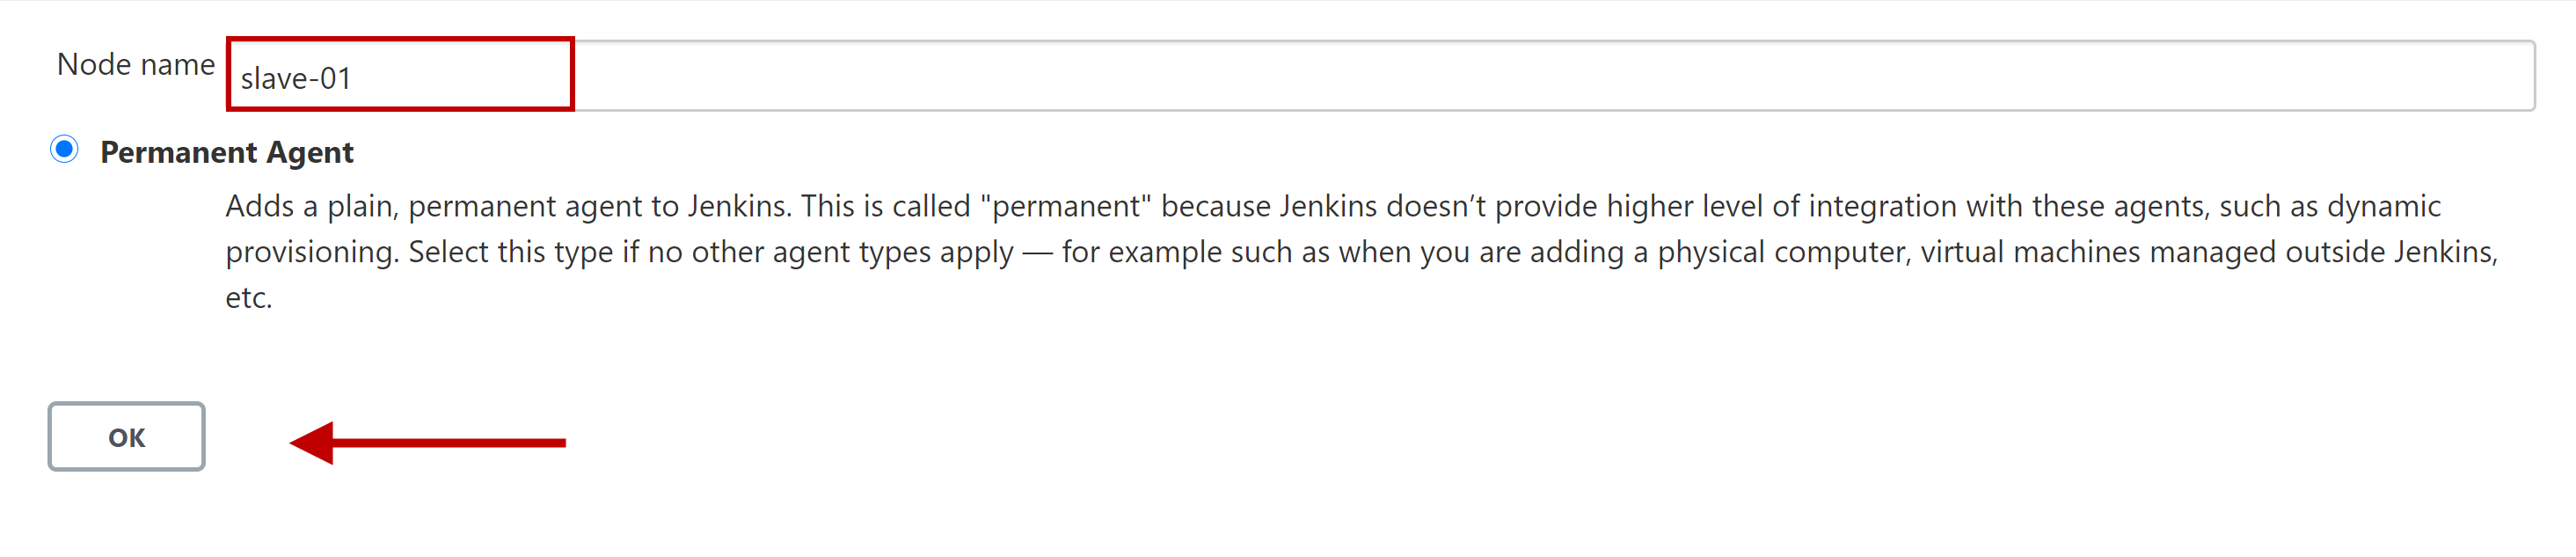 Node name
slave-01
Permanent Agent
Adds a plain, permanent agent to Jenkins. This is called "permanent" because Jenkins doesn’t provide higher level of integration with these agents, such as dynamic
provisioning. Select this type if no other agent types apply — for example such as when you are adding a physical computer, virtual machines managed outside Jenkins,
etc.
OK